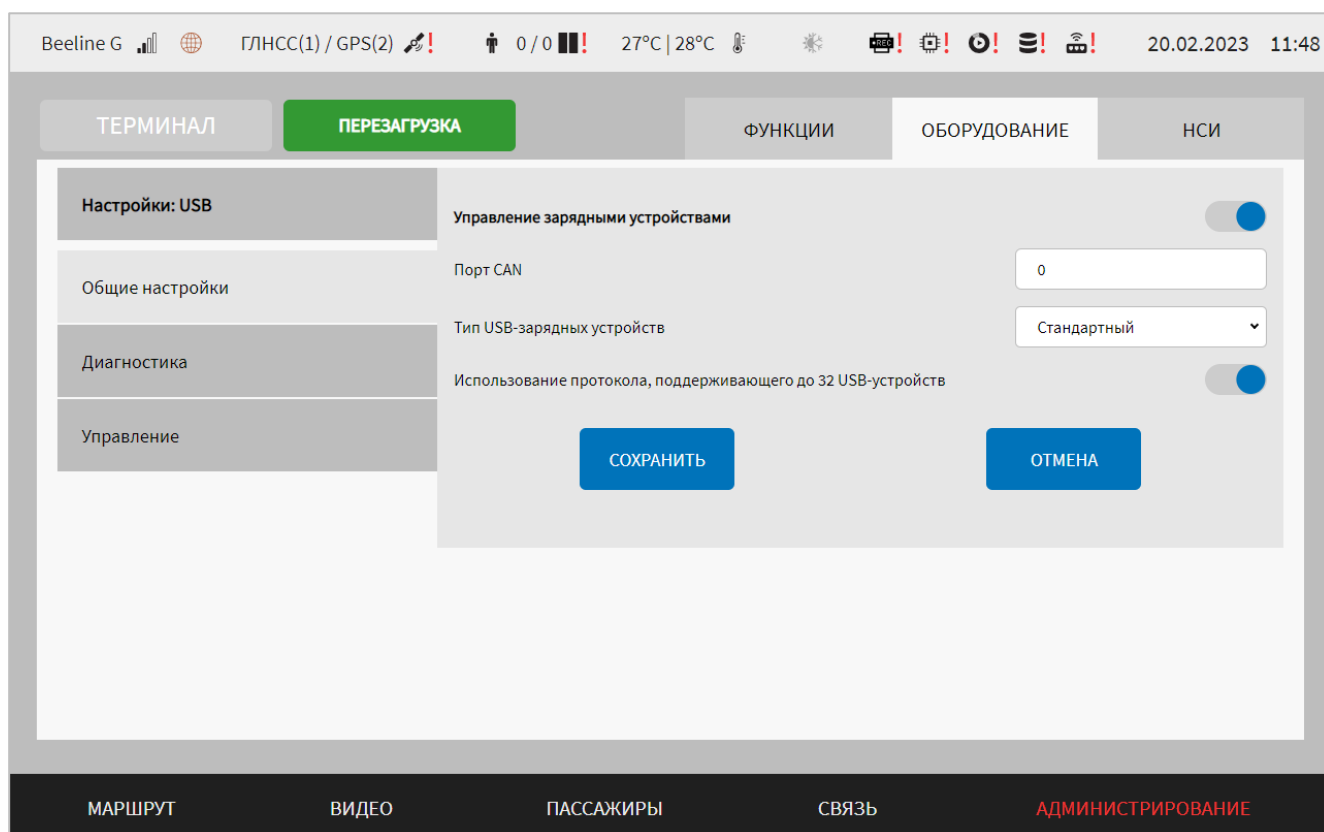 Beeline G ГЛНСС(1) / GPS(2) ! 0 / 0 ! 27°C | 28°C REC ! ! ! ! ! 20.02.2023 11:48
ТЕРМИНАЛ ПЕРЕЗАГРУЗКА ФУНКЦИИ ОБОРУДОВАНИЕ НСИ
Настройки: USB
Управление зарядными устройствами
Порт CAN 0
Общие настройки
Тип USB-зарядных устройств Стандартный
Диагностика
Использование протокола, поддерживающего до 32 USB-устройств
Управление
СОХРАНИТЬ ОТМЕНА
МАРШРУТ ВИДЕО ПАССАЖИРЫ СВЯЗЬ АДМИНИСТРИРОВАНИЕ